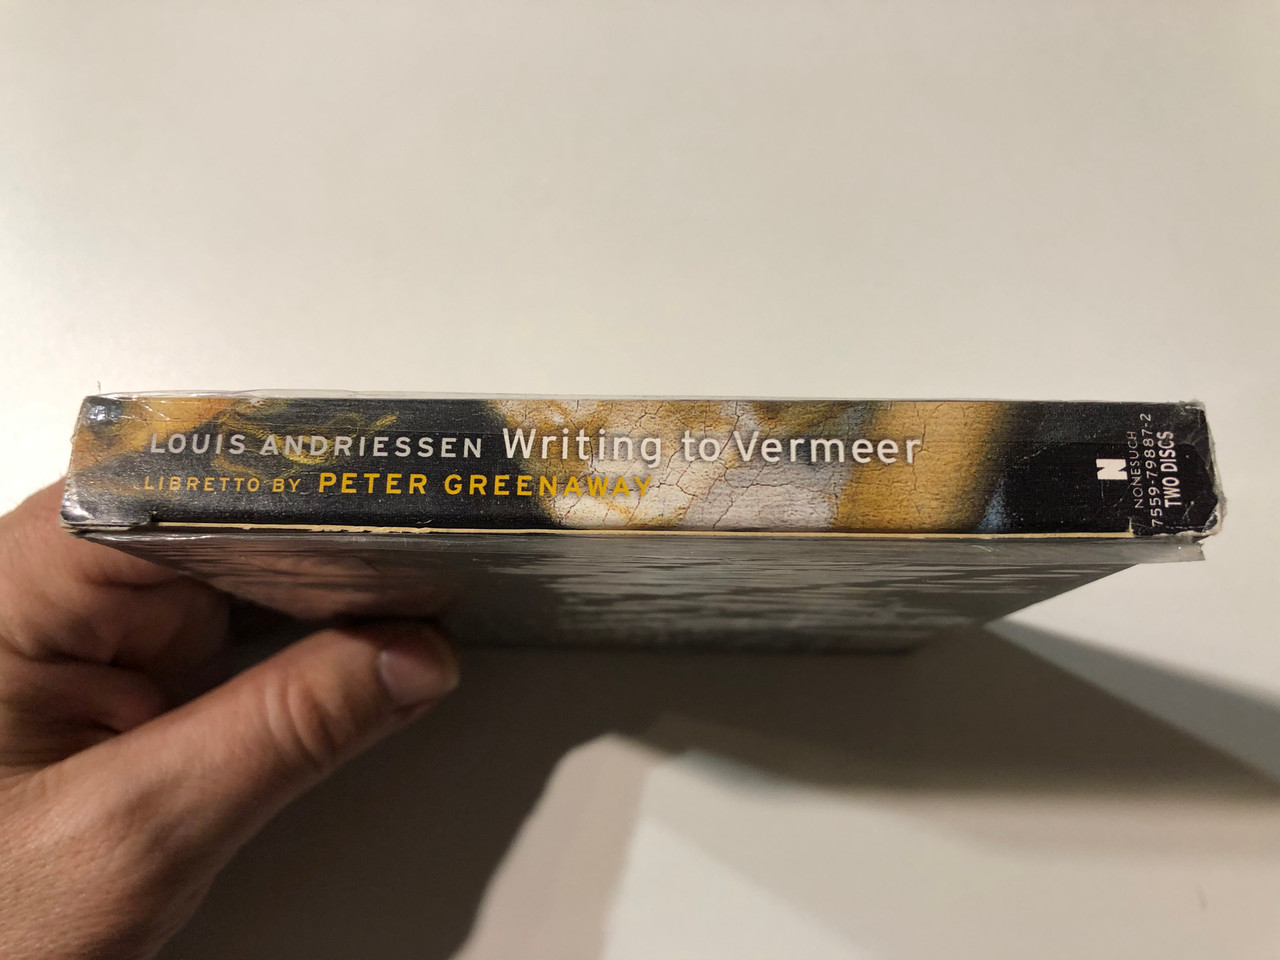 LOUIS ANDRIESSEN Writing to Vermeer
LIBRETTO BY PETER GREENAWAY
N
NONESUCH
7559-79887-2
TWO DISCS